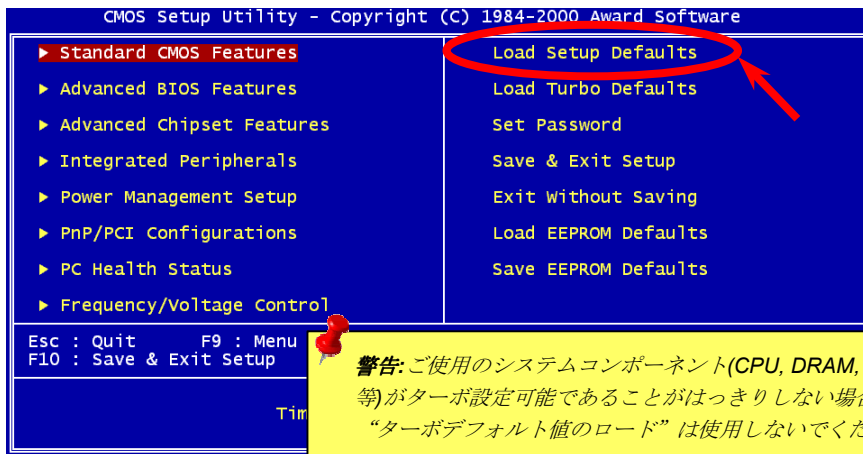 CMOS Setup Utility - Copyright (C) 1984-2000 Award Software
▶ Standard CMOS Features
▶ Advanced BIOS Features
▶ Advanced Chipset Features
▶ Integrated Peripherals
▶ Power Management Setup
▶ PnP/PCI Configurations
▶ PC Health Status
▶ Frequency/Voltage Control
Load Setup Defaults
Load Turbo Defaults
Set Password
Save & Exit Setup
Exit Without Saving
Load EEPROM Defaults
Save EEPROM Defaults
Esc : Quit F9 : Menu
F10 : Save & Exit Setup
Tim
警告:ご使用のシステムコンポーネント(CPU, DRAM,
等)がターボ設定可能であることがはっきりしない場合
“ターボデフォルト値のロード”は使用しないでくだ